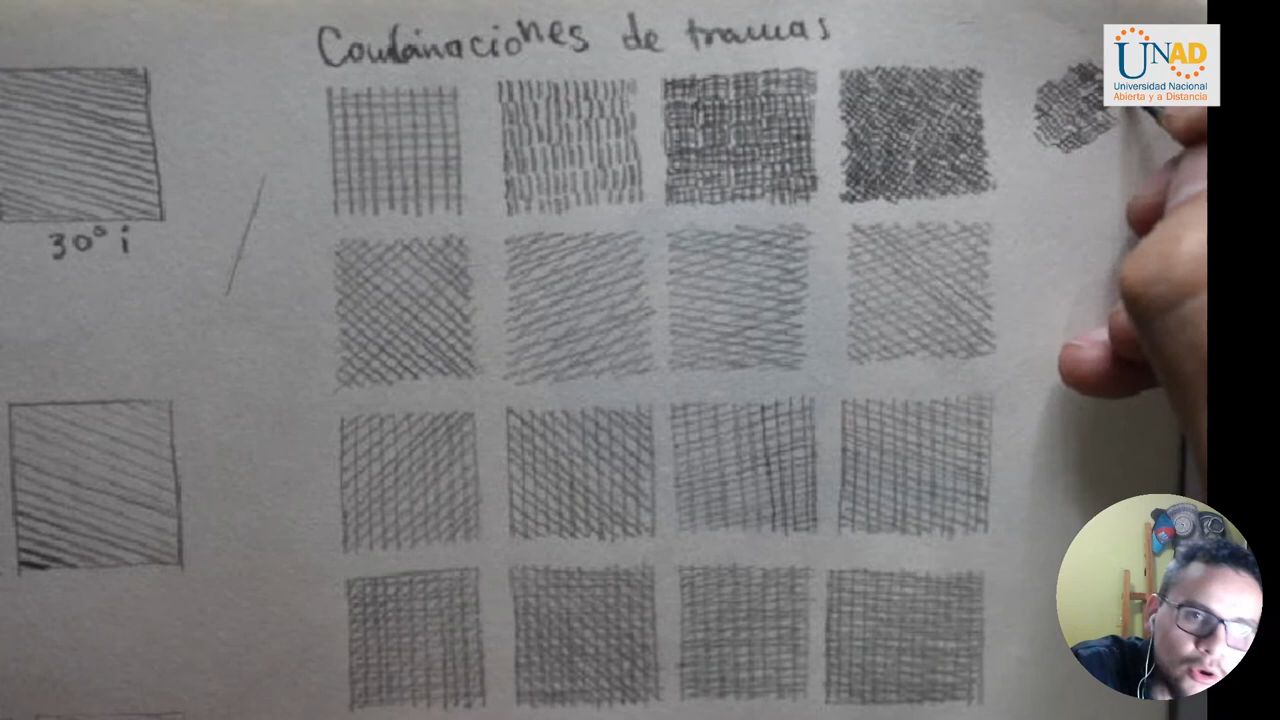 Combinaciones de tramas
UNAD
Universidad Nacional
Abierta y a Distancia
30° i